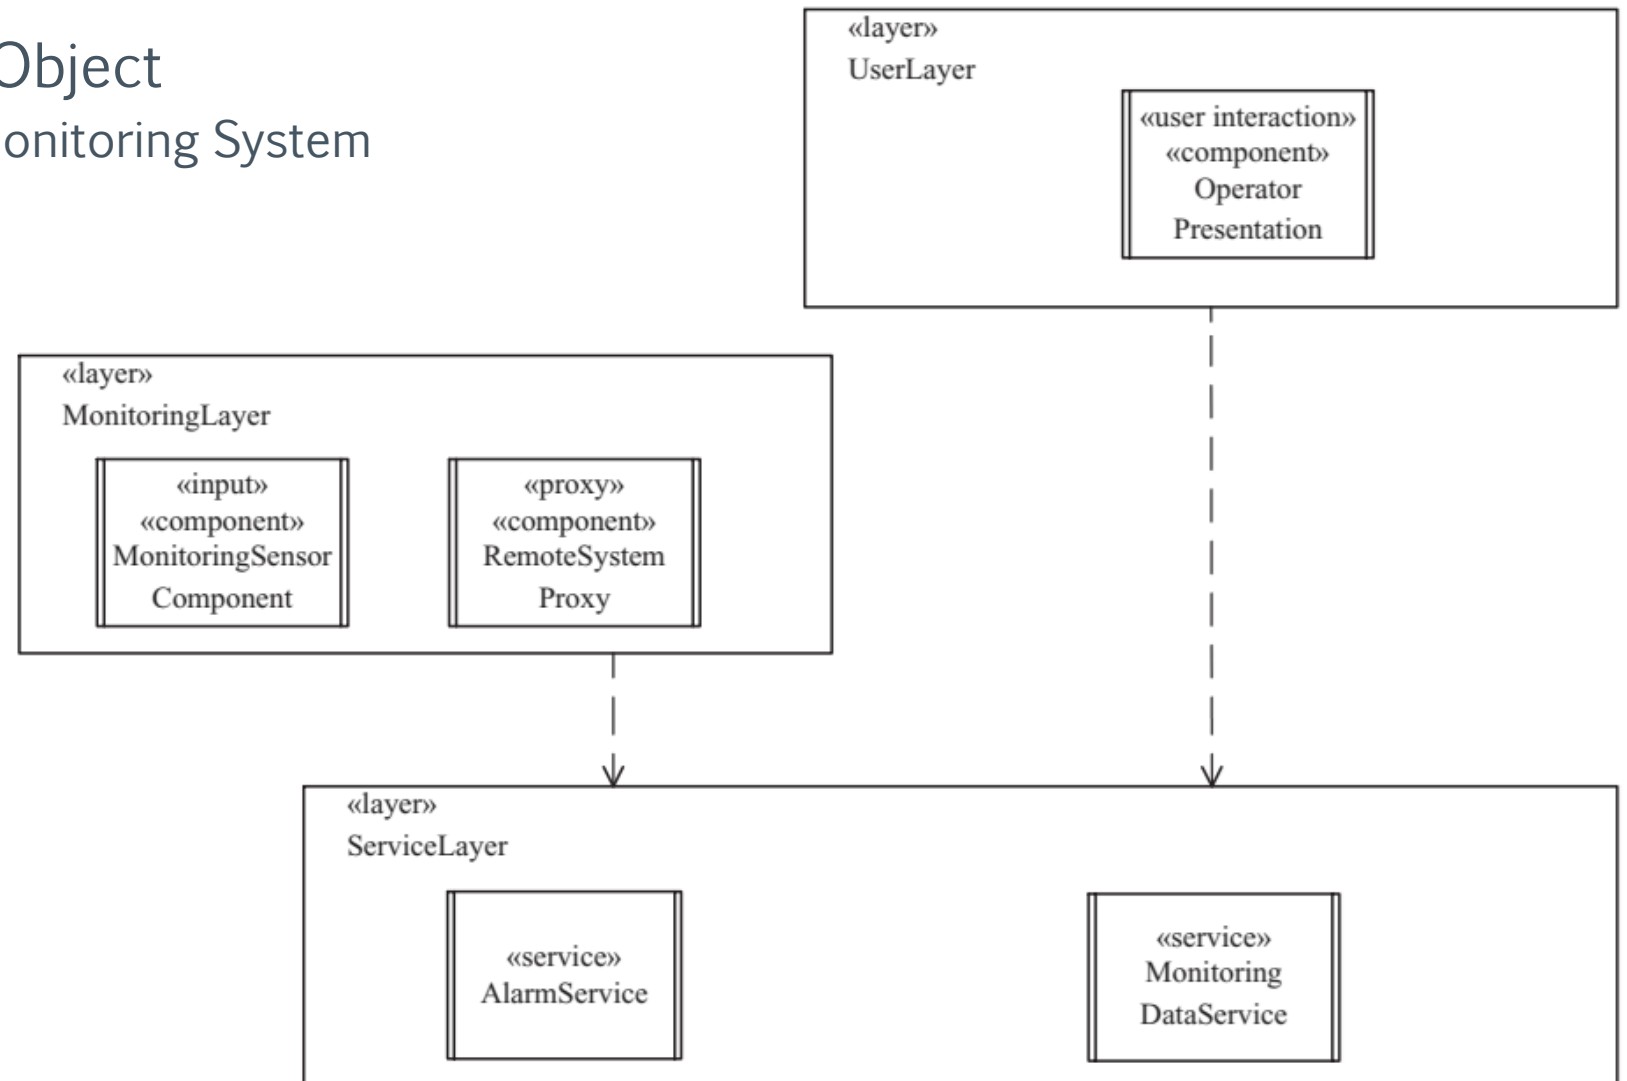 Object
onitoring System
«layer»
UserLayer
«user interaction»
«component»
Operator
Presentation
«layer»
MonitoringLayer
«input»
«component»
MonitoringSensor
Component
«proxy»
«component»
RemoteSystem
Proxy
«layer»
ServiceLayer
«service»
AlarmService
«service»
Monitoring
DataService